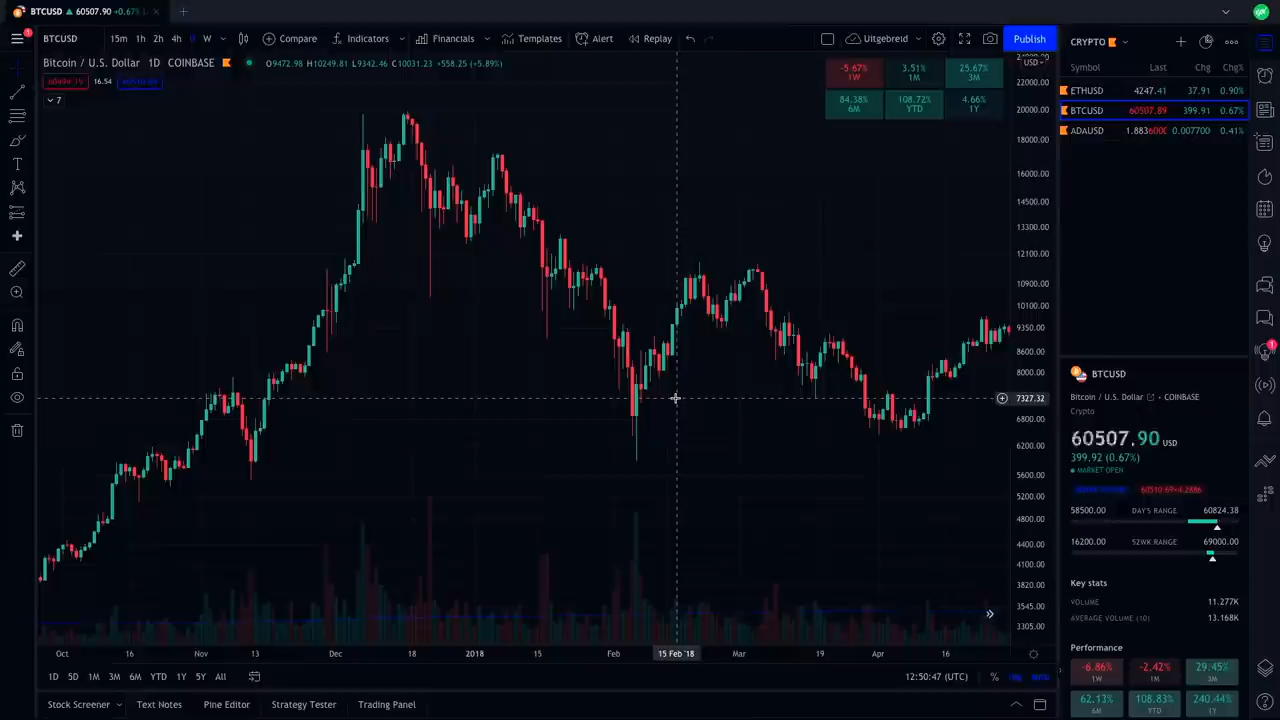 BTCUSD ▲ 60507.90 +0.67%
BTCUSD 15m 1h 2h 4h D W Compare Indicators Financials Templates Alert Replay Uitgebreid Publish
Bitcoin / U.S. Dollar 1D COINBASE O9472.98 H10249.81 L9342.46 C10031.23 +558.25 (+5.89%)
16.54
7
-5.67% 3.51% 25.67%
1W 1M 3M
84.38% 108.72% 4.66%
6M YTD 1Y
USD
22000.00
20000.00
18000.00
16000.00
14500.00
13300.00
12100.00
10900.00
10100.00
9350.00
8600.00
8000.00
7327.32
6800.00
6200.00
5600.00
5200.00
4800.00
4400.00
4100.00
3820.00
3545.00
3305.00
Oct 16 Nov 13 Dec 18 2018 15 Feb 15 Feb '18 Mar 19 Apr 16
1D 5D 1M 3M 6M YTD 1Y 5Y All 12:50:47 (UTC) %
Stock Screener Text Notes Pine Editor Strategy Tester Trading Panel
CRYPTO
Symbol Last Chg Chg%
ETHUSD 4247.41 37.91 0.90%
BTCUSD 60507.89 399.91 0.67%
ADAUSD 0.007700 0.41%
1
1
BTCUSD
Bitcoin / U.S. Dollar • COINBASE
Crypto
60507.90 USD
399.92 (0.67%)
MARKET OPEN
58500.00 DAY'S RANGE 60824.38
16200.00 52WK RANGE 69000.00
Key stats
VOLUME 11.277K
AVERAGE VOLUME (10) 13.168K
Performance
-6.86% -2.42% 29.45%
1W 1M 3M
62.13% 108.83% 240.44%
6M YTD 1Y